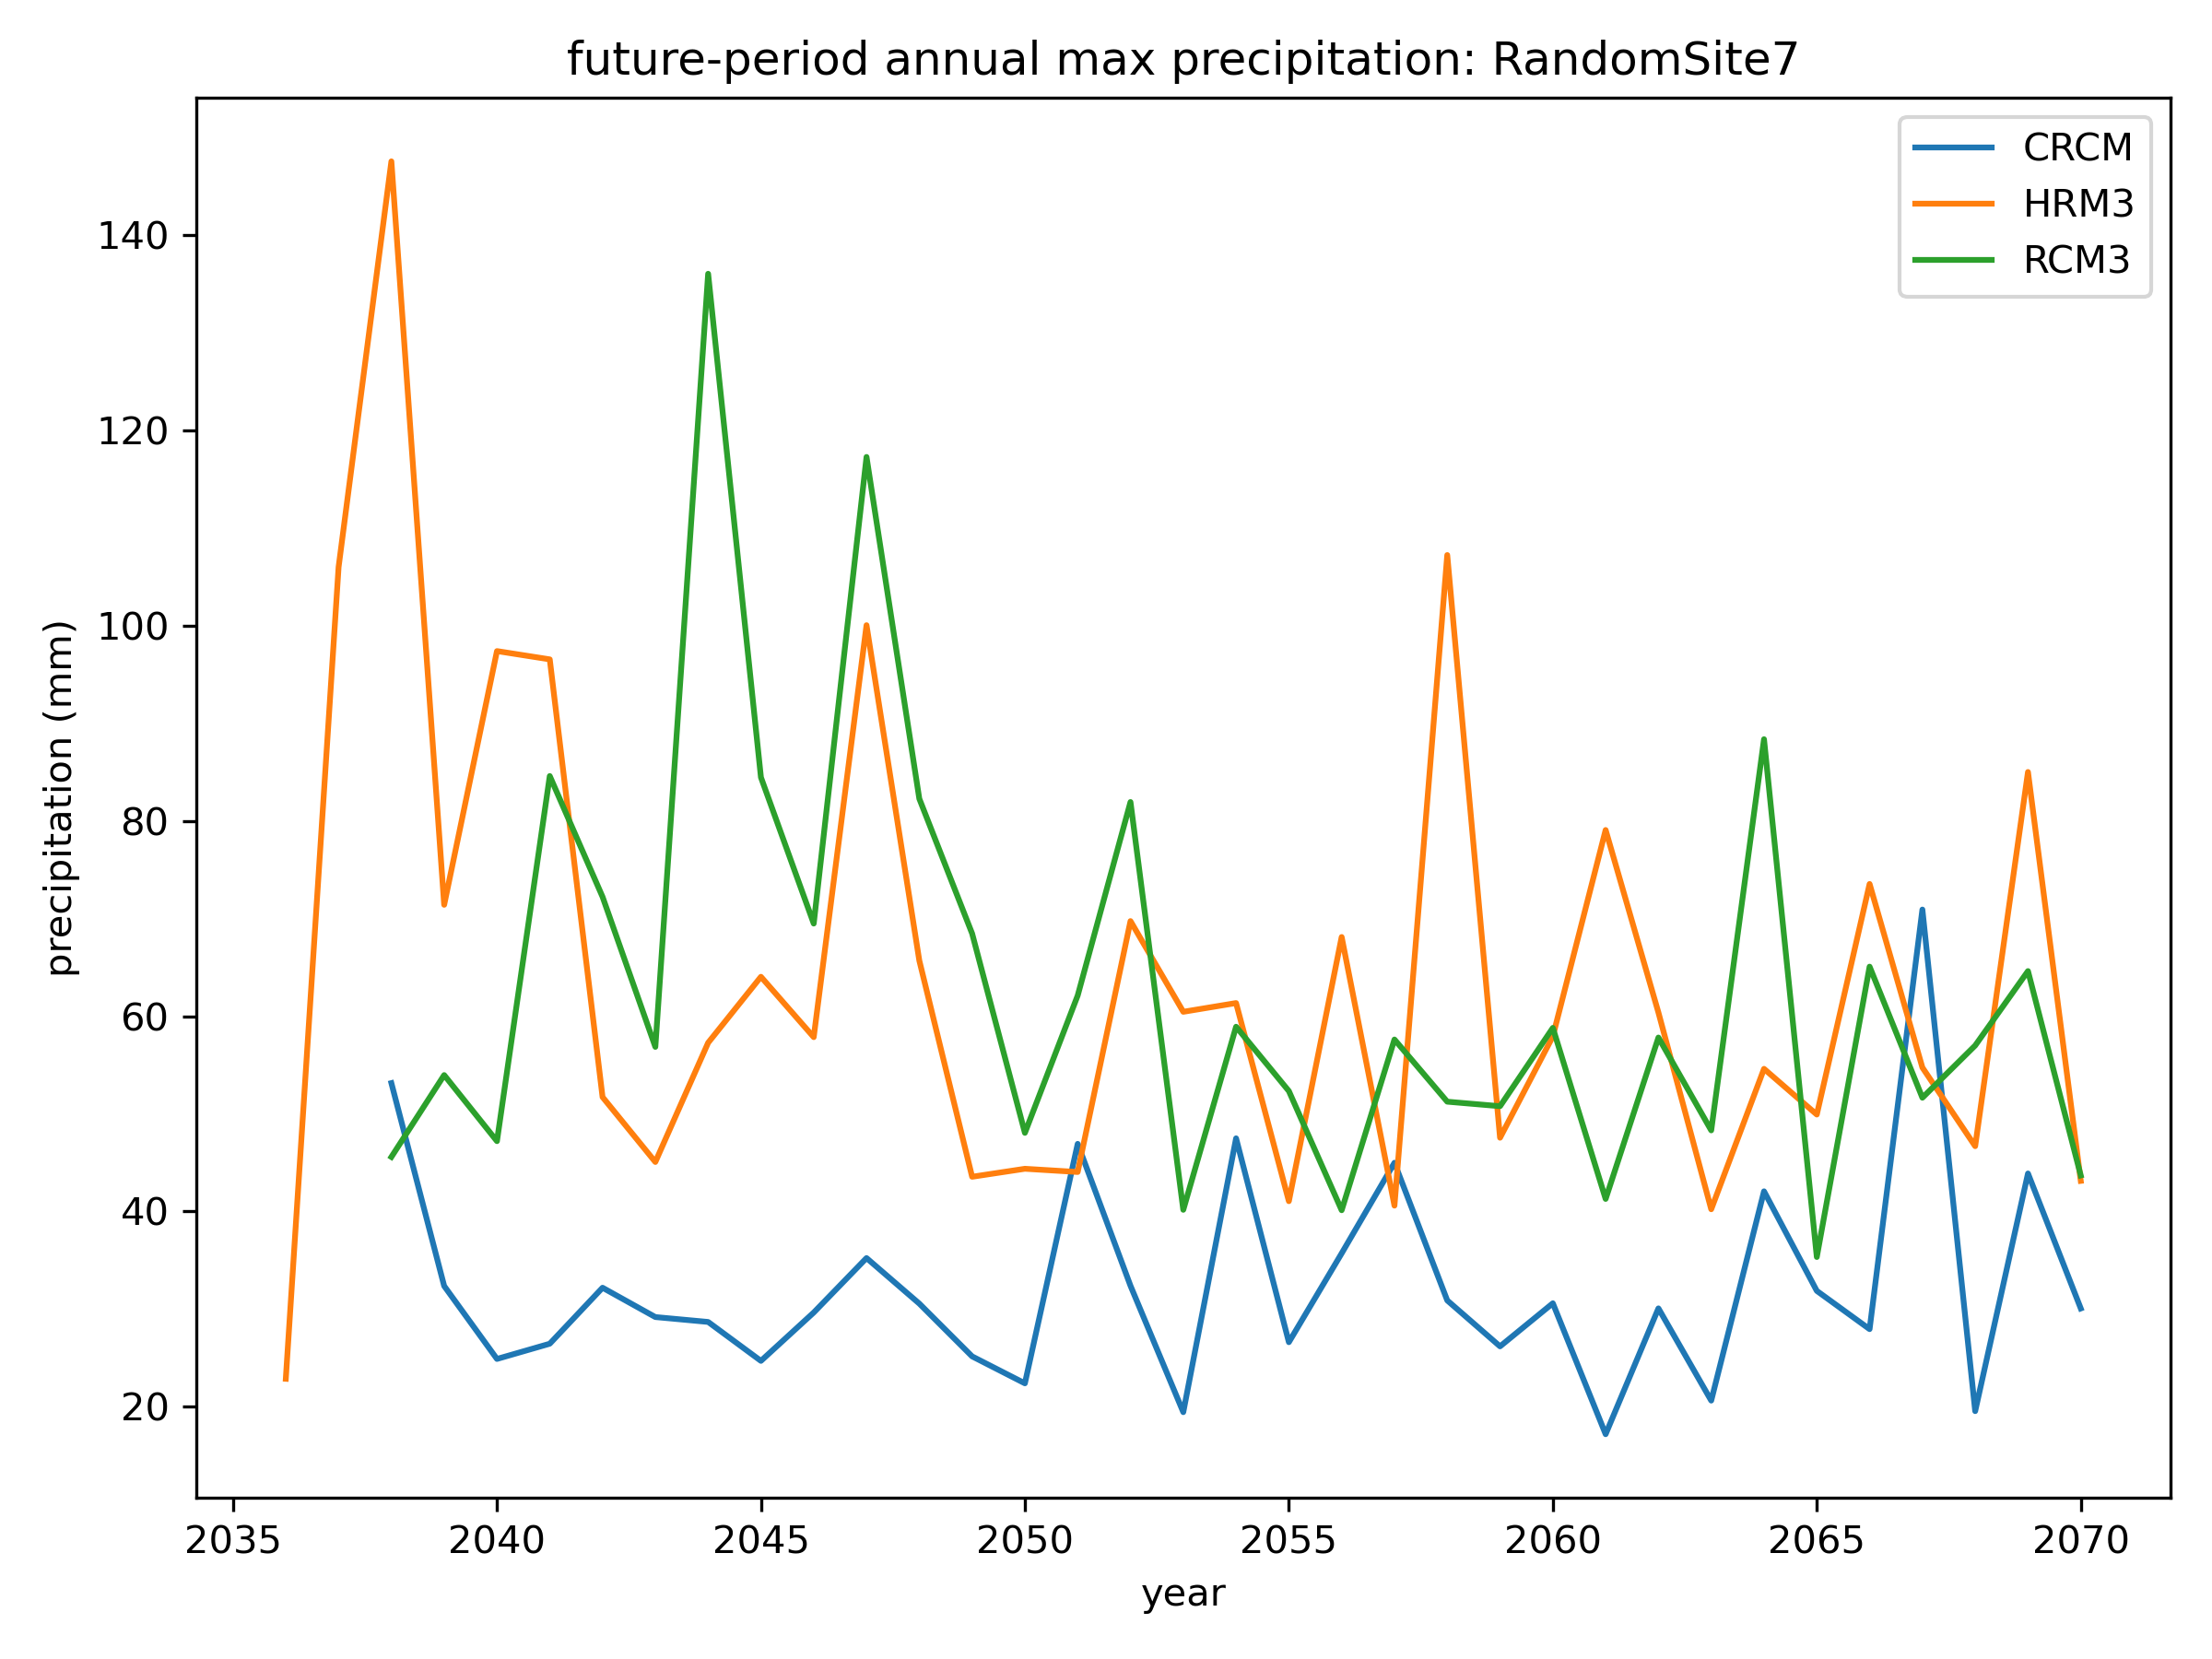 future-period annual max precipitation: RandomSite7
CRCM
HRM3
RCM3
precipitation (mm)
140
120
100
80
60
40
20
2035 2040 2045 2050 2055 2060 2065 2070
year